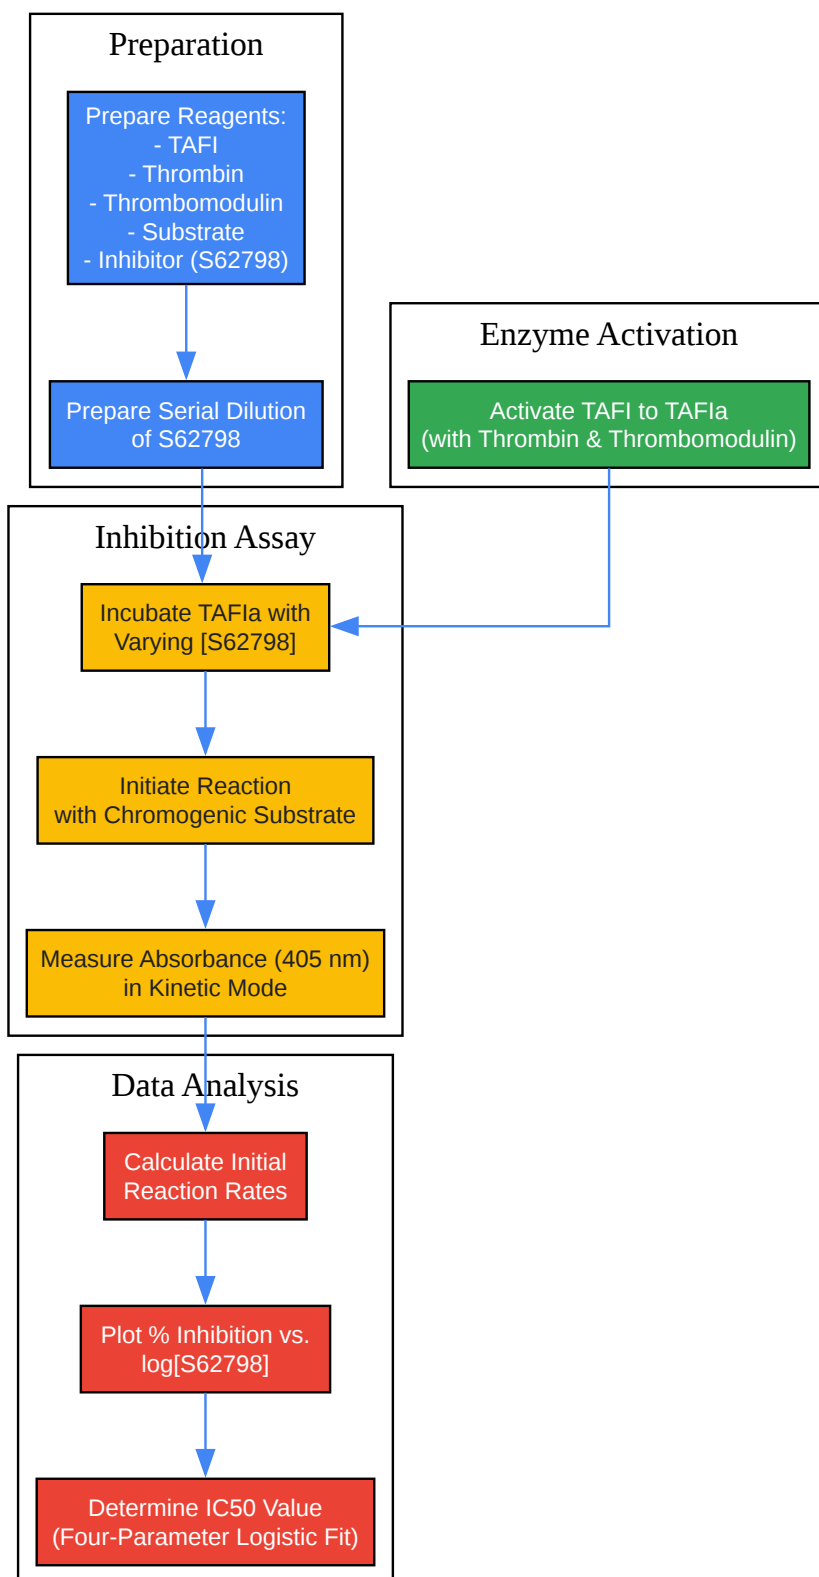 Preparation
Prepare Reagents:
- TAFI
- Thrombin
- Thrombomodulin
- Substrate
- Inhibitor (S62798)
Prepare Serial Dilution
of S62798
Enzyme Activation
Activate TAFI to TAFIa
(with Thrombin & Thrombomodulin)
Inhibition Assay
Incubate TAFIa with
Varying [S62798]
Initiate Reaction
with Chromogenic Substrate
Measure Absorbance (405 nm)
in Kinetic Mode
Data Analysis
Calculate Initial
Reaction Rates
Plot % Inhibition vs.
log[S62798]
Determine IC50 Value
(Four-Parameter Logistic Fit)